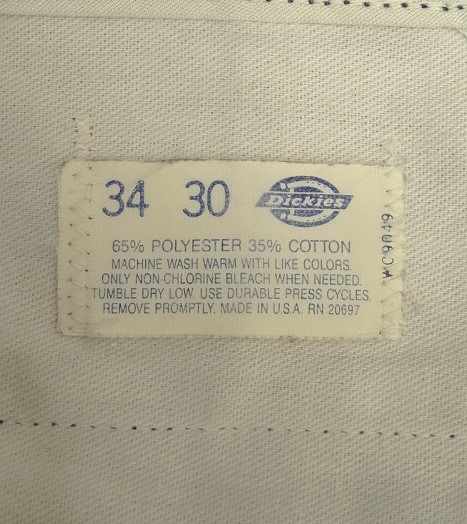 34 30 Dickies
65% POLYESTER 35% COTTON
MACHINE WASH WARM WITH LIKE COLORS.
ONLY NON-CHLORINE BLEACH WHEN NEEDED.
TUMBLE DRY LOW. USE DURABLE PRESS CYCLES.
REMOVE PROMPTLY. MADE IN U.S.A. RN 20697